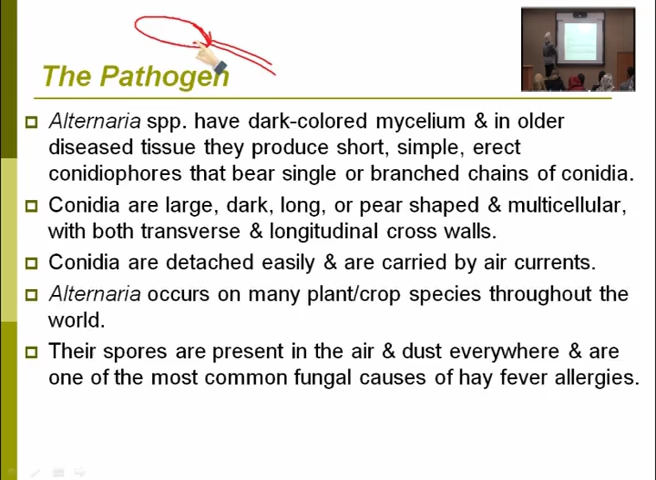 The Pathogen
Alternaria spp. have dark-colored mycelium & in older
diseased tissue they produce short, simple, erect
conidiophores that bear single or branched chains of conidia.
Conidia are large, dark, long, or pear shaped & multicellular,
with both transverse & longitudinal cross walls.
Conidia are detached easily & are carried by air currents.
Alternaria occurs on many plant/crop species throughout the
world.
Their spores are present in the air & dust everywhere & are
one of the most common fungal causes of hay fever allergies.